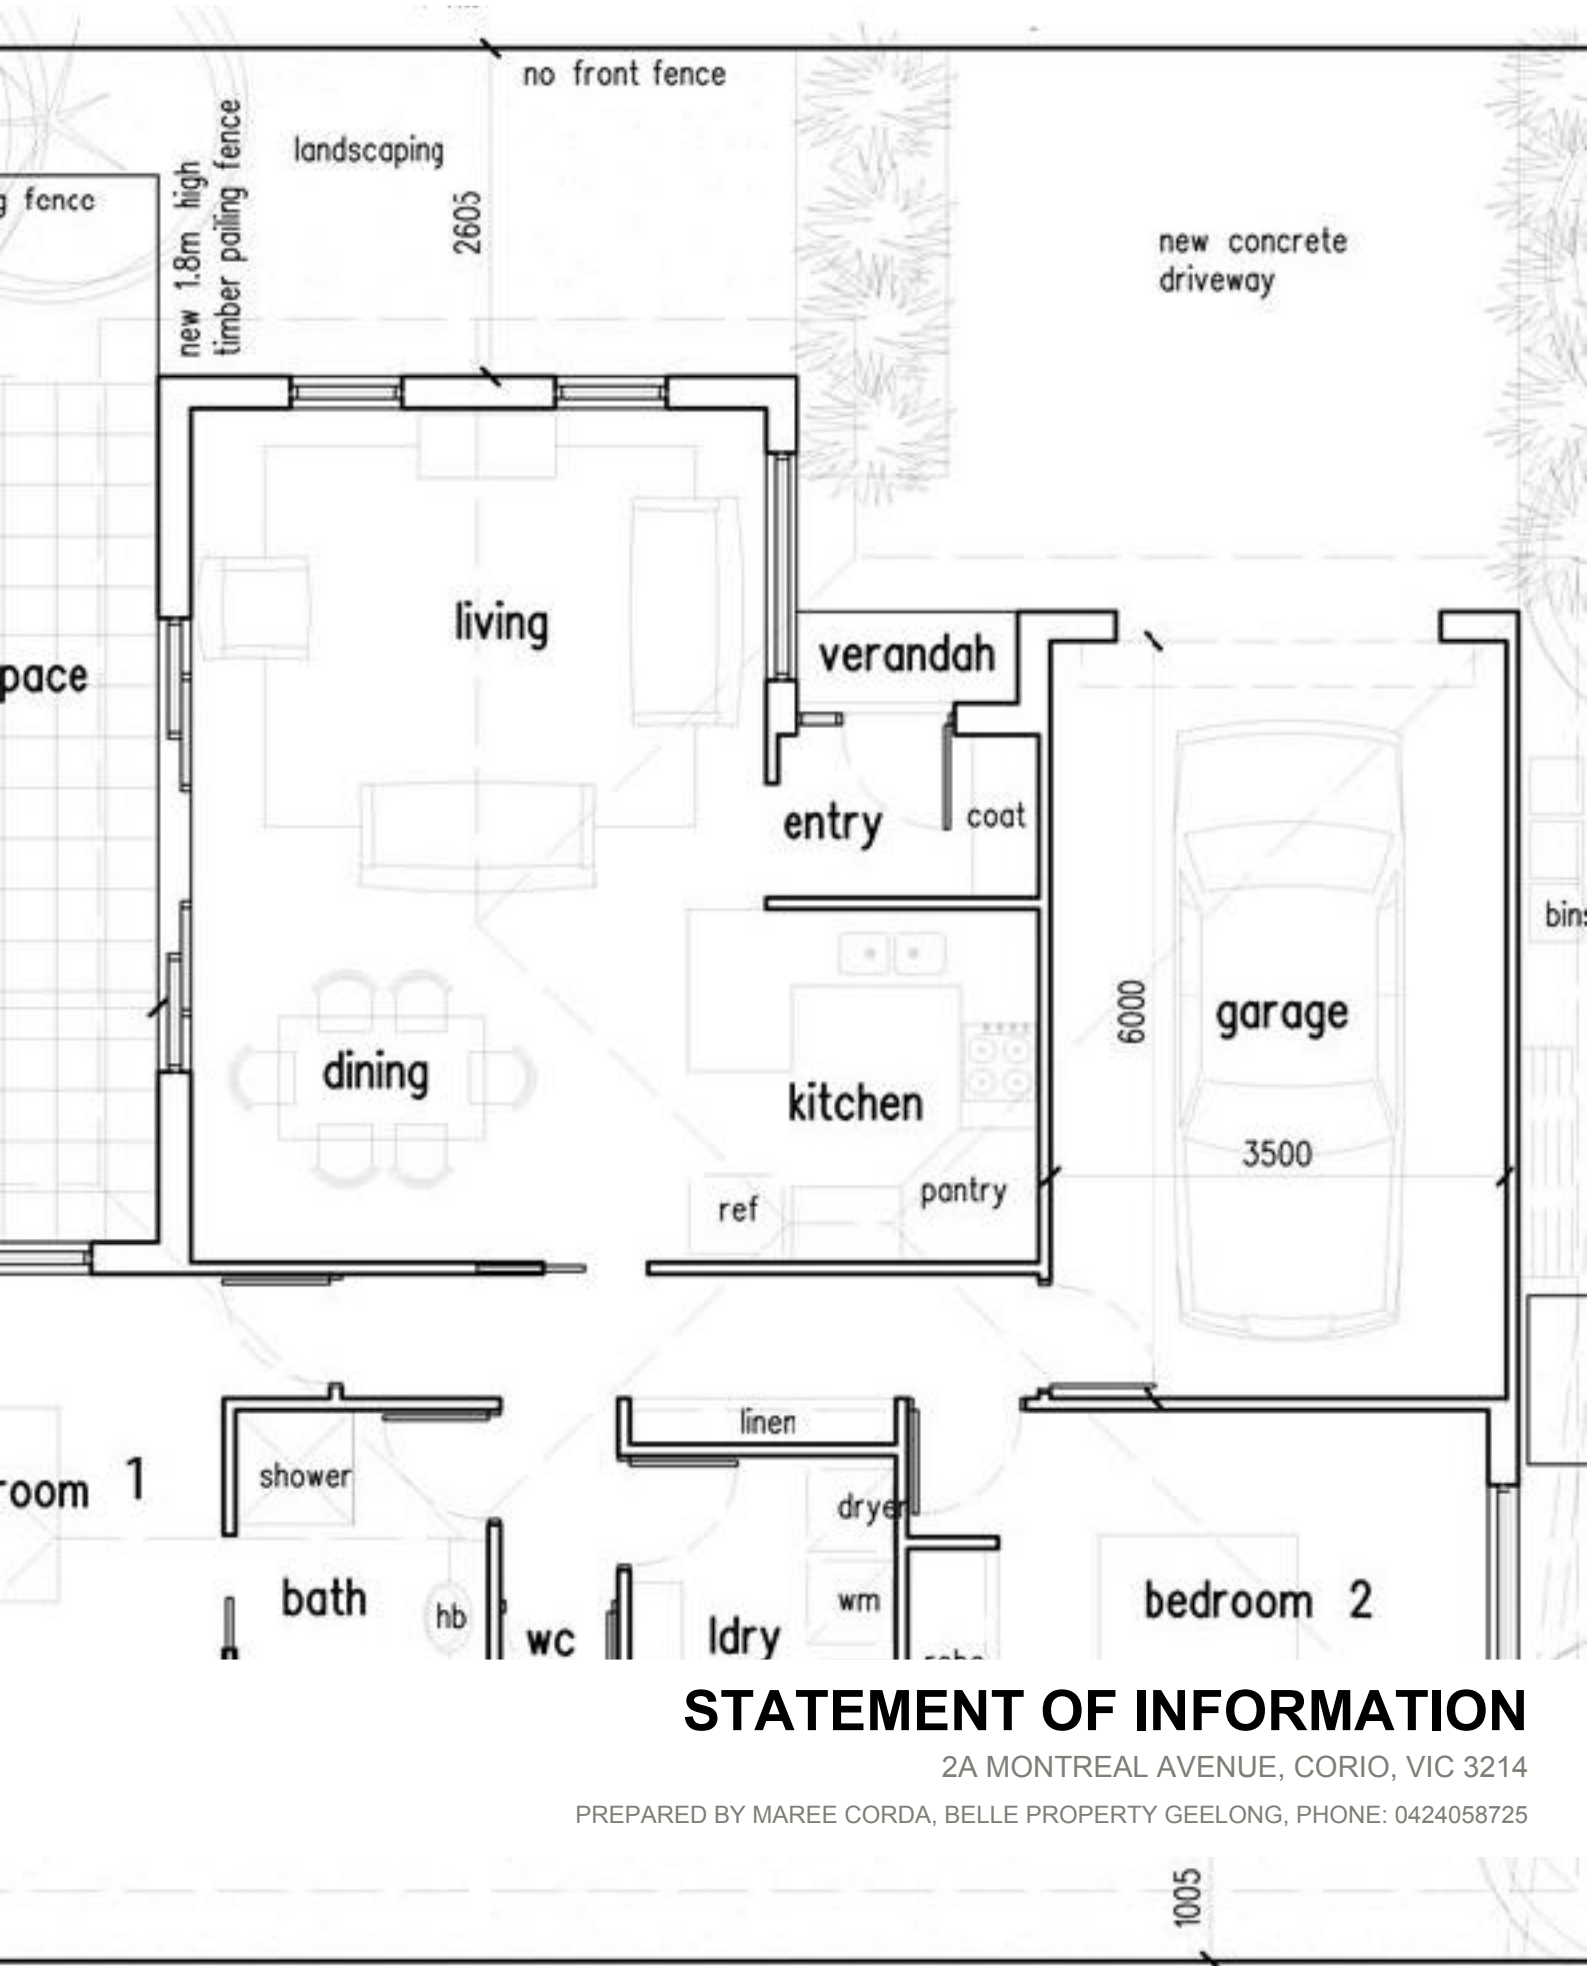 no front fence
landscaping
new 1.8m high
timber pailing fence
fence
2605
new concrete
driveway
living
verandah
pace
entry
coat
bins
6000
garage
dining
kitchen
3500
pantry
ref
linen
room 1
shower
dryer
bath
hb
wm
bedroom 2
wc
ldry
STATEMENT OF INFORMATION
2A MONTREAL AVENUE, CORIO, VIC 3214
PREPARED BY MAREE CORDA, BELLE PROPERTY GEELONG, PHONE: 0424058725
1005